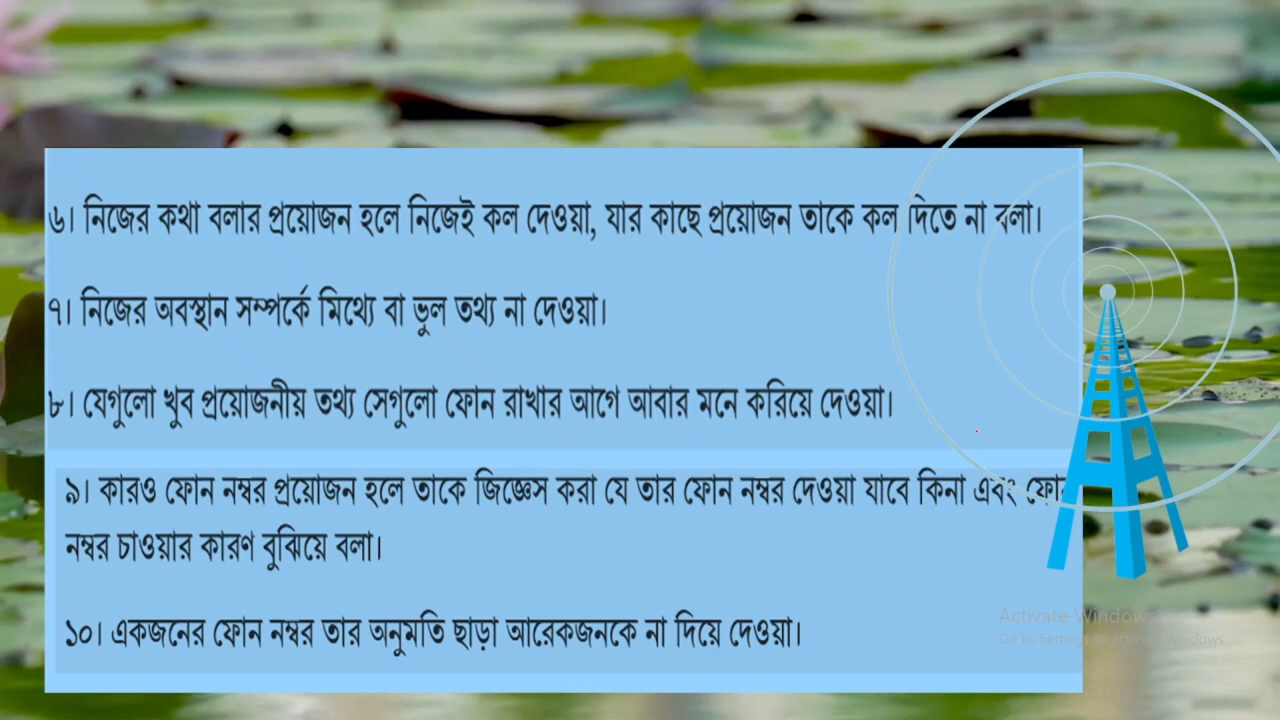 ৬। নিজের কথা বলার প্রয়োজন হলে নিজেই কল দেওয়া, যার কাছে প্রয়োজন তাকে কল দিতে না বলা।
৭। নিজের অবস্থান সম্পর্কে মিথ্যে বা ভুল তথ্য না দেওয়া।
৮। যেগুলো খুব প্রয়োজনীয় তথ্য সেগুলো ফোন রাখার আগে আবার মনে করিয়ে দেওয়া।
৯। কারও ফোন নম্বর প্রয়োজন হলে তাকে জিজ্ঞেস করা যে তার ফোন নম্বর দেওয়া যাবে কিনা এবং ফোন
নম্বর চাওয়ার কারণ বুঝিয়ে বলা।
১০। একজনের ফোন নম্বর তার অনুমতি ছাড়া আরেকজনকে না দিয়ে দেওয়া।
Activate Windows
Go to Settings to activate Windows.